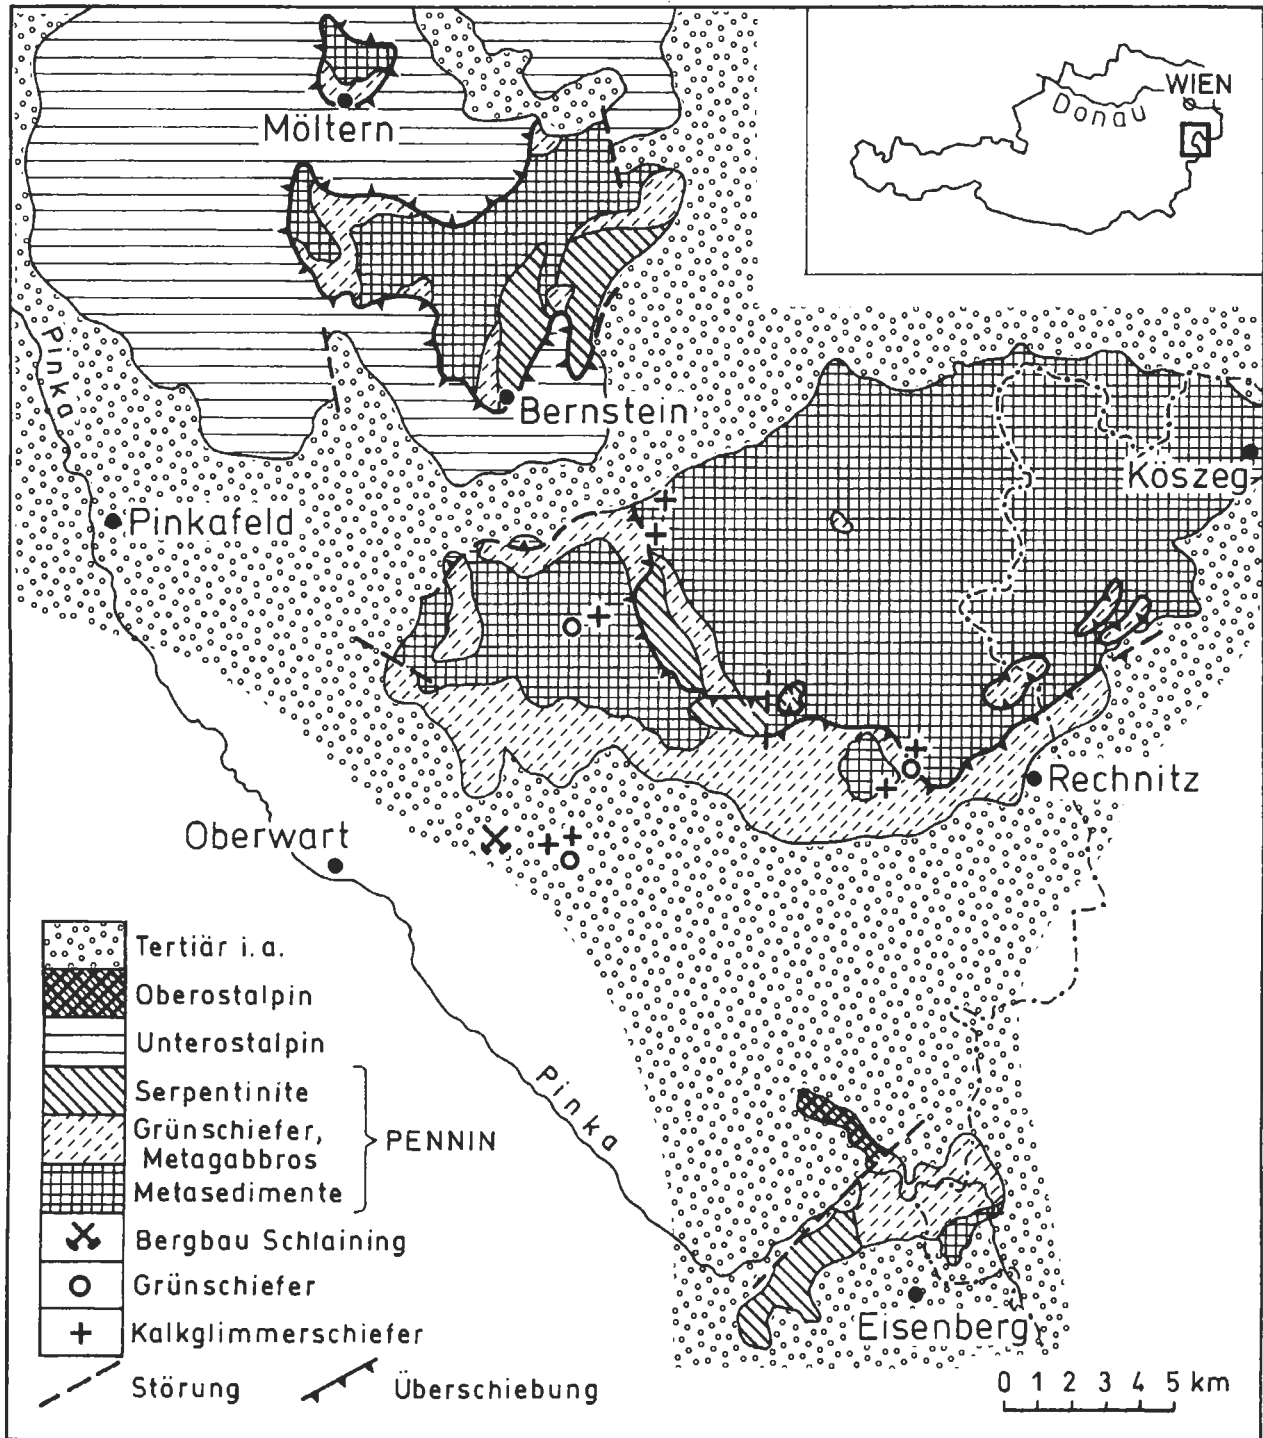 WIEN
Donau
Möltern
Pinka
Bernstein
Köszeg
Pinkafeld
Rechnitz
Oberwart
Tertiär i.a.
Oberostalpin
Unterostalpin
Serpentinite
Grünschiefer,
Metagabbros
PENNIN
Metasedimente
Bergbau Schlaining
Grünschiefer
Kalkglimmerschiefer
Störung
Überschiebung
Pinka
Eisenberg
0 1 2 3 4 5 km